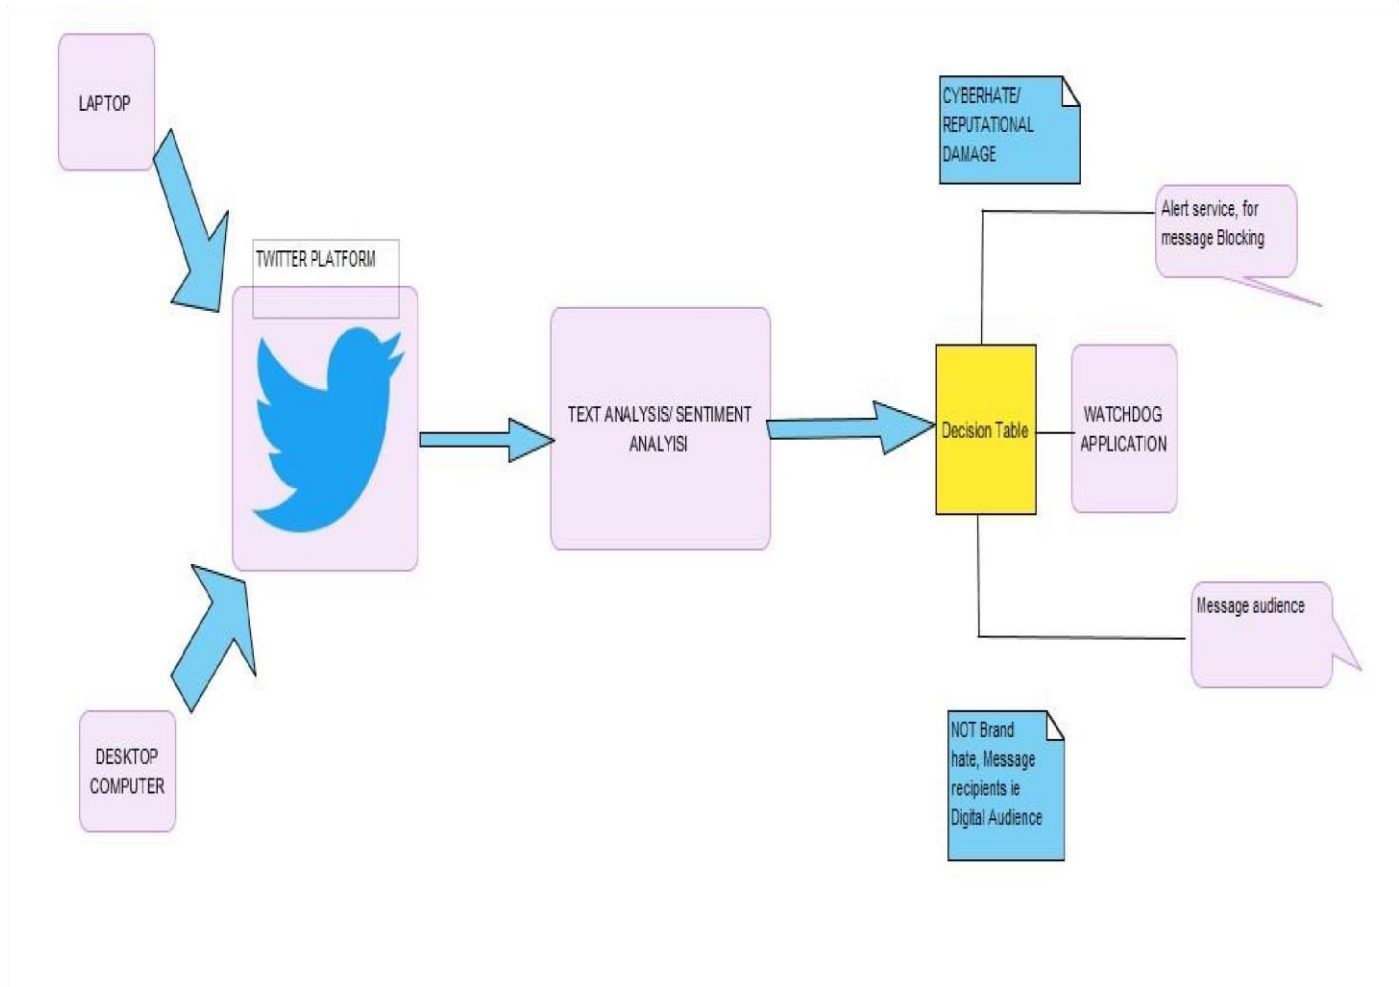 LAPTOP
TWITTER PLATFORM
DESKTOP
COMPUTER
TEXT ANALYSIS/ SENTIMENT
ANALYISI
CYBERHATE/
REPUTATIONAL
DAMAGE
Alert service, for
message Blocking
Decision Table
WATCHDOG
APPLICATION
Message audience
NOT Brand
hate, Message
recipients ie
Digital Audience